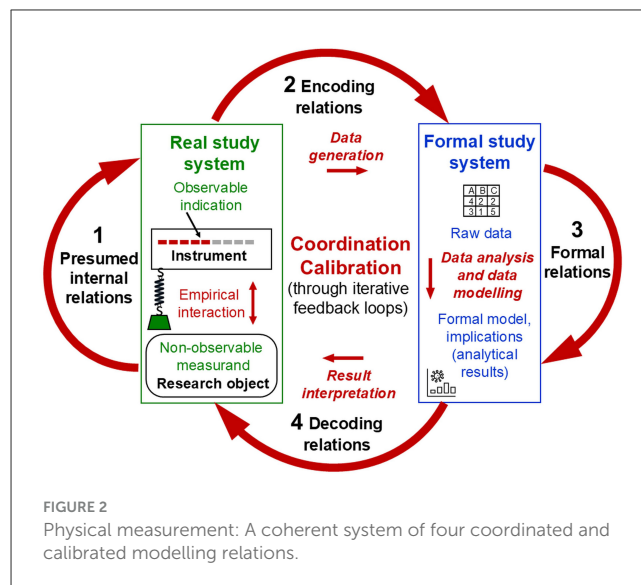 2 Encoding
relations
Real study
system
Observable
indication
Instrument
Empirical
interaction
Non-observable
measurand
Research object
1
Presumed
internal
relations
Data
generation
Coordination
Calibration
(through iterative
feedback loops)
Result
interpretation
Formal study
system
A B C
4 2 2
3 1 5
Raw data
Data analysis
and data
modelling
Formal model,
implications
(analytical
results)
3
Formal
relations
4 Decoding
relations
FIGURE 2
Physical measurement: A coherent system of four coordinated and
calibrated modelling relations.